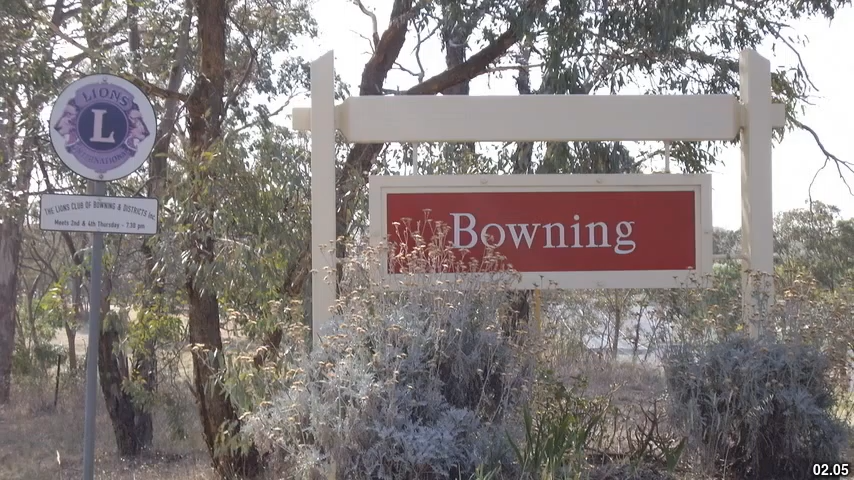 LIONS
L
INTERNATIONAL
THE LIONS CLUB OF BOWNING & DISTRICTS Inc
Meets 2nd & 4th Thursday - 7.30 pm
Bowning
02.05